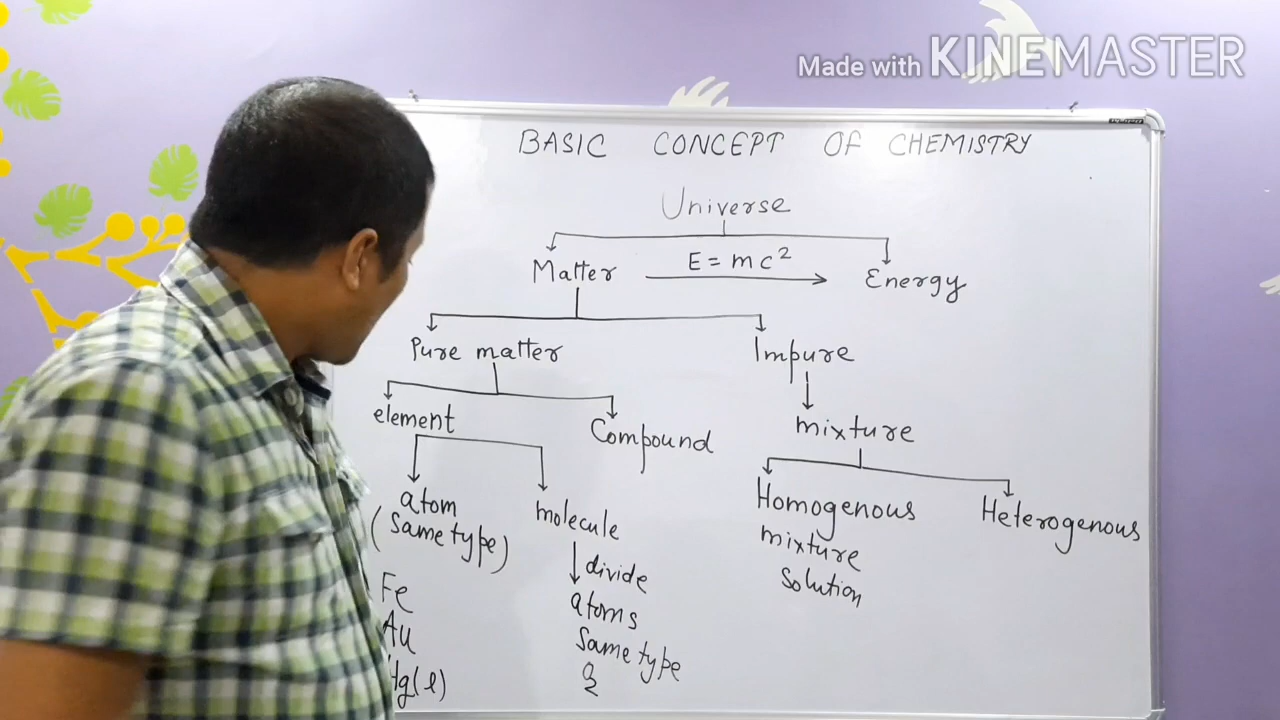 Made with KINEMASTER
BASIC CONCEPT OF CHEMISTRY
Universe
Matter
E = mc²
Energy
Pure matter
Impure
element
Compound
mixture
atom
(Same type)
molecule
divide
atoms
Same type
Homogenous
mixture
Solution
Heterogenous
Fe
Au
Hg(l)